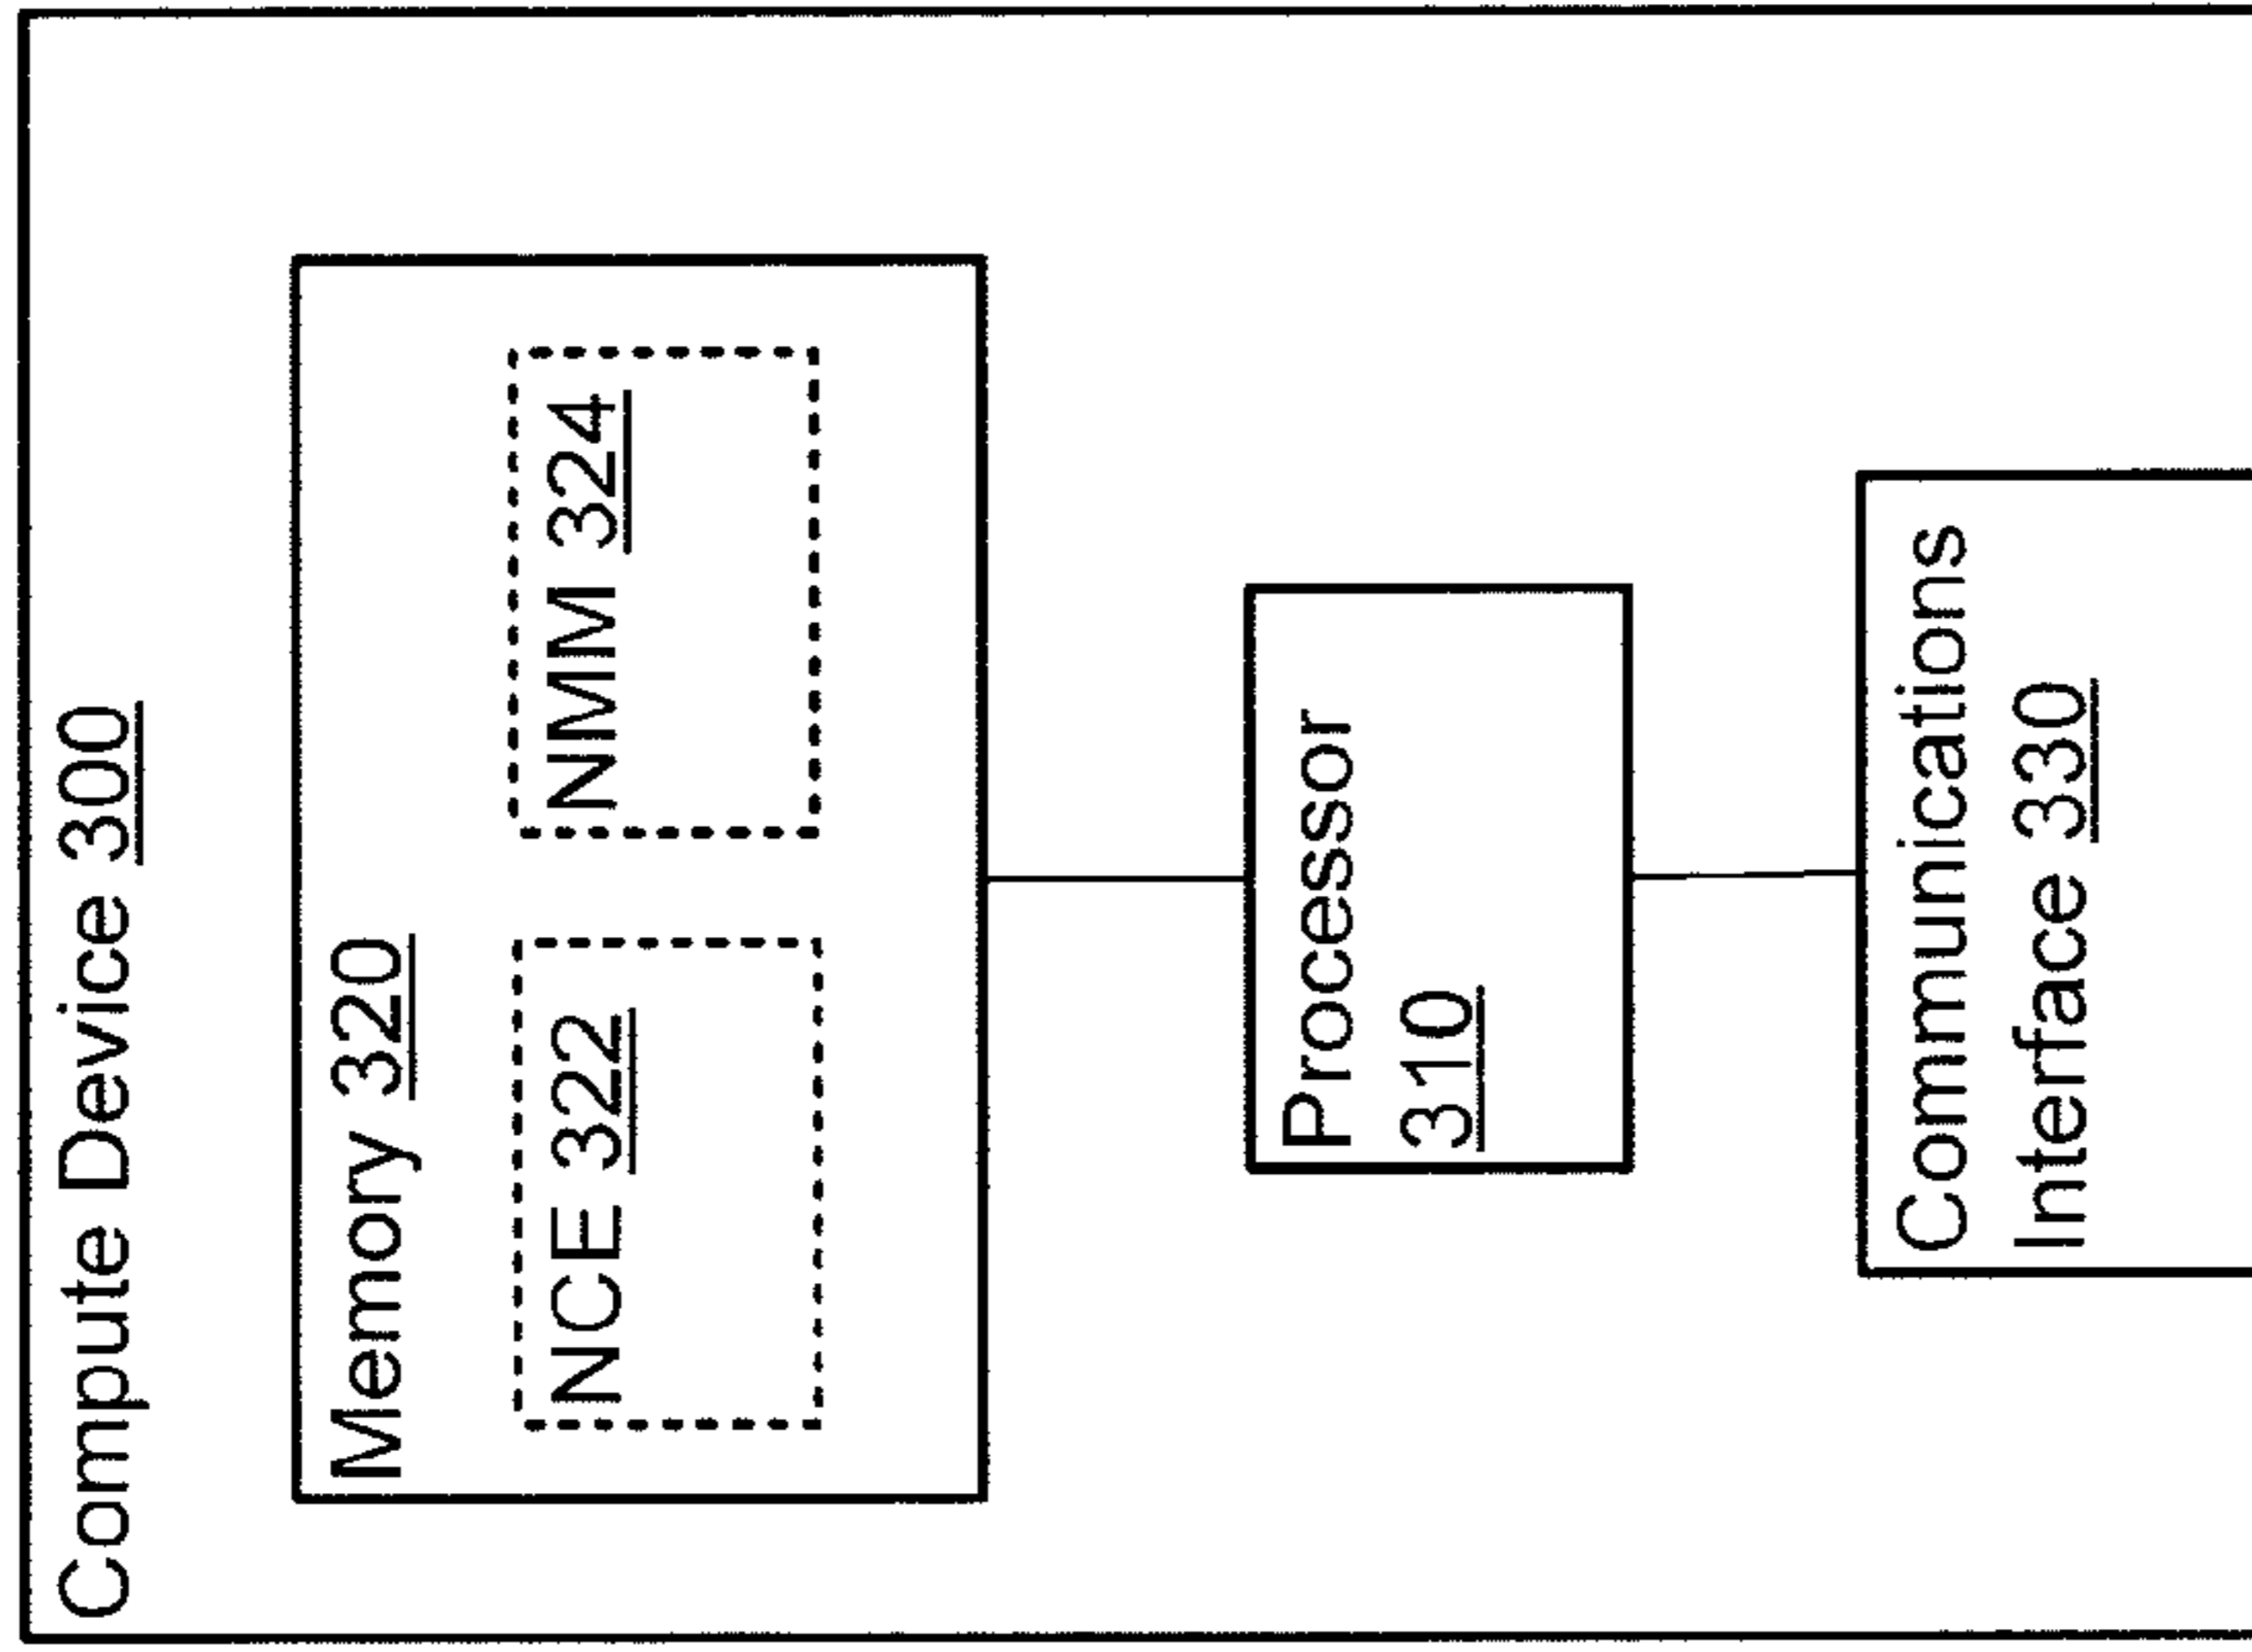 Compute Device 300
Memory 320
NCE 322
NMM 324
Processor
310
Communications
Interface 330